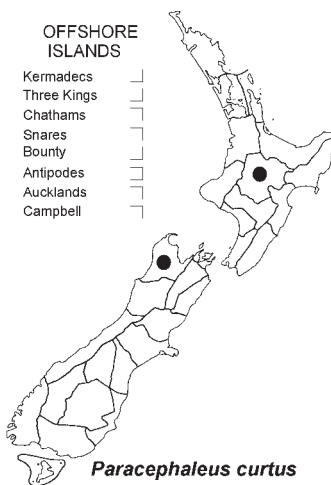 OFFSHORE
ISLANDS
Kermadecs
Three Kings
Chathams
Snares
Bounty
Antipodes
Aucklands
Campbell
Paracephaleus curtus